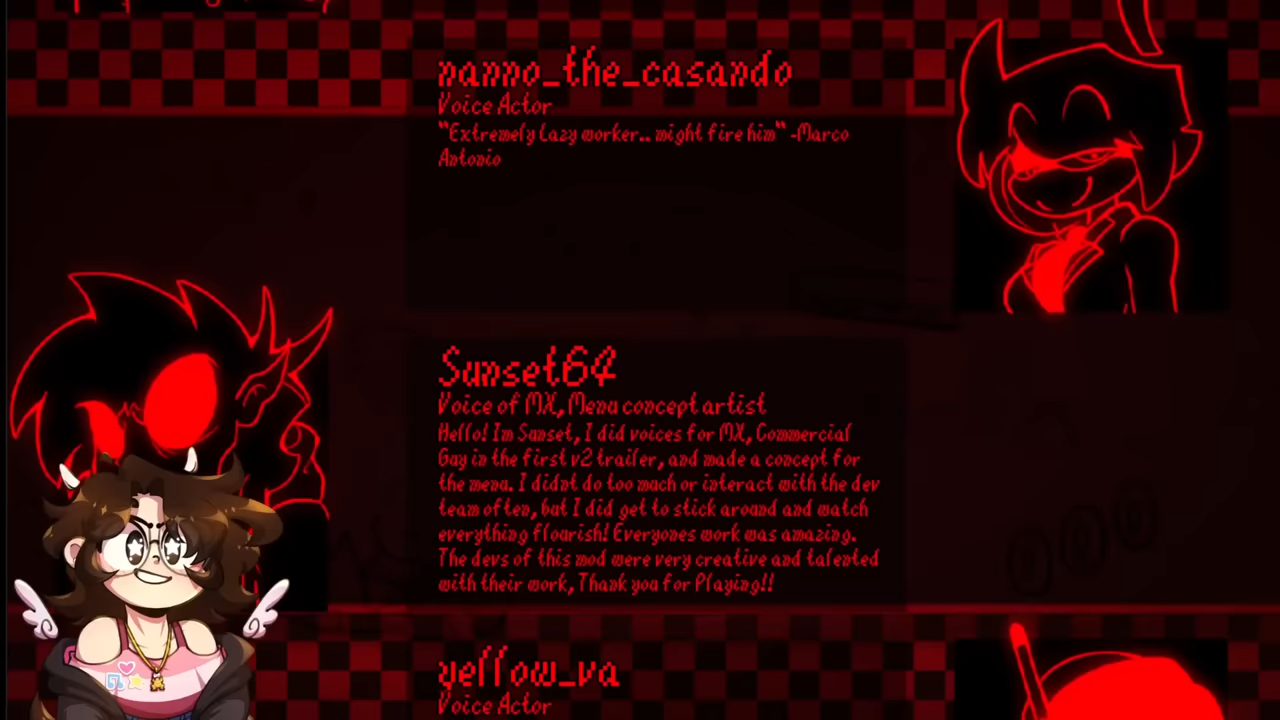 nanno_the_casando
Voice Actor
"Extremely lazy worker.. might fire him" -Marco
Antonio
Sunset64
Voice of MX, Menu concept artist
Hello! Im Sunset, I did voices for MX, Commercial
Guy in the first v2 trailer, and made a concept for
the menu. I didnt do too much or interact with the dev
team often, but I did get to stick around and watch
everything flourish! Everyones work was amazing.
The devs of this mod were very creative and talented
with their work, Thank you for Playing!!
yellow_va
Voice Actor